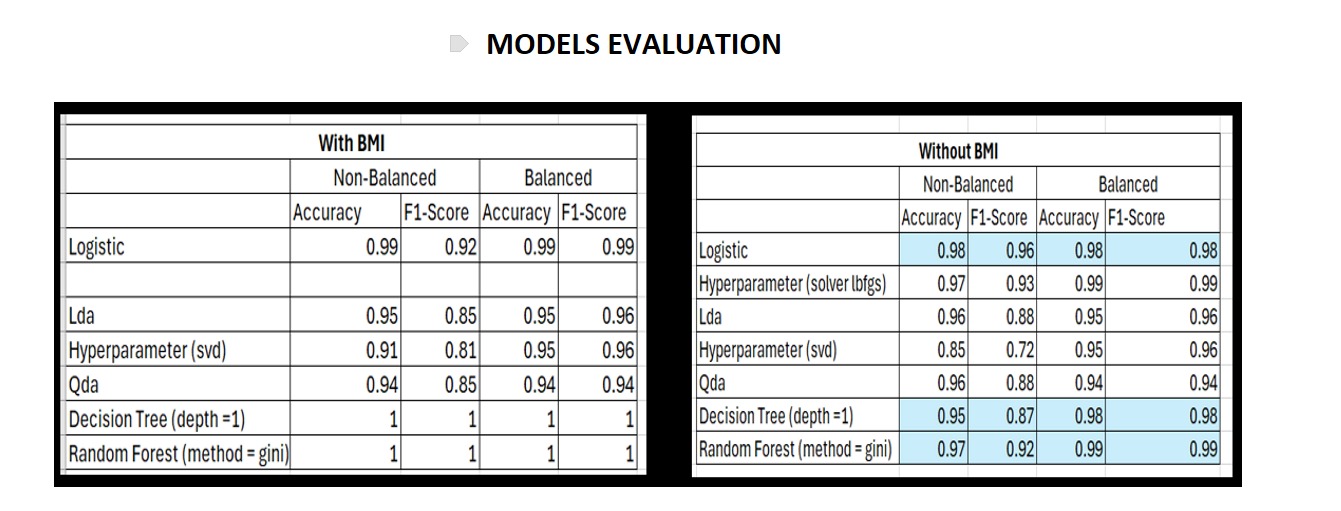 MODELS EVALUATION
With BMI
Non-Balanced Balanced
Accuracy F1-Score Accuracy F1-Score
Logistic 0.99 0.92 0.99 0.99
Lda 0.95 0.85 0.95 0.96
Hyperparameter (svd) 0.91 0.81 0.95 0.96
Qda 0.94 0.85 0.94 0.94
Decision Tree (depth =1) 1 1 1 1
Random Forest (method = gini) 1 1 1 1
Without BMI
Non-Balanced Balanced
Accuracy F1-Score Accuracy F1-Score
Logistic 0.98 0.96 0.98 0.98
Hyperparameter (solver lbfgs) 0.97 0.93 0.99 0.99
Lda 0.96 0.88 0.95 0.96
Hyperparameter (svd) 0.85 0.72 0.95 0.96
Qda 0.96 0.88 0.94 0.94
Decision Tree (depth =1) 0.95 0.87 0.98 0.98
Random Forest (method = gini) 0.97 0.92 0.99 0.99